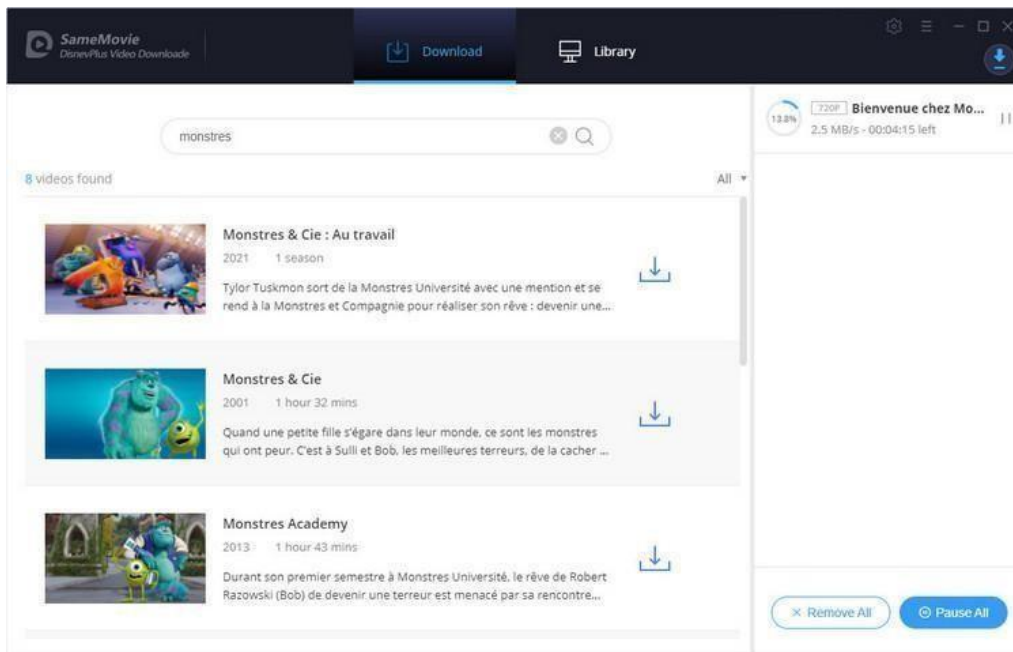 SameMovie
DisnevPlus Video Downloade
Download
Library
monstres
8 videos found
All
Monstres & Cie : Au travail
2021 1 season
Tylor Tuskmon sort de la Monstres Université avec une mention et se
rend à la Monstres et Compagnie pour réaliser son rêve : devenir une...
Monstres & Cie
2001 1 hour 32 mins
Quand une petite fille s'égare dans leur monde, ce sont les monstres
qui ont peur. C'est à Sulli et Bob, les meilleures terreurs, de la cacher ...
Monstres Academy
2013 1 hour 43 mins
Durant son premier semestre à Monstres Université, le rêve de Robert
Razowski (Bob) de devenir une terreur est menacé par sa rencontre...
13.8%
720P Bienvenue chez Mo...
2.5 MB/s - 00:04:15 left
Remove All
Pause All